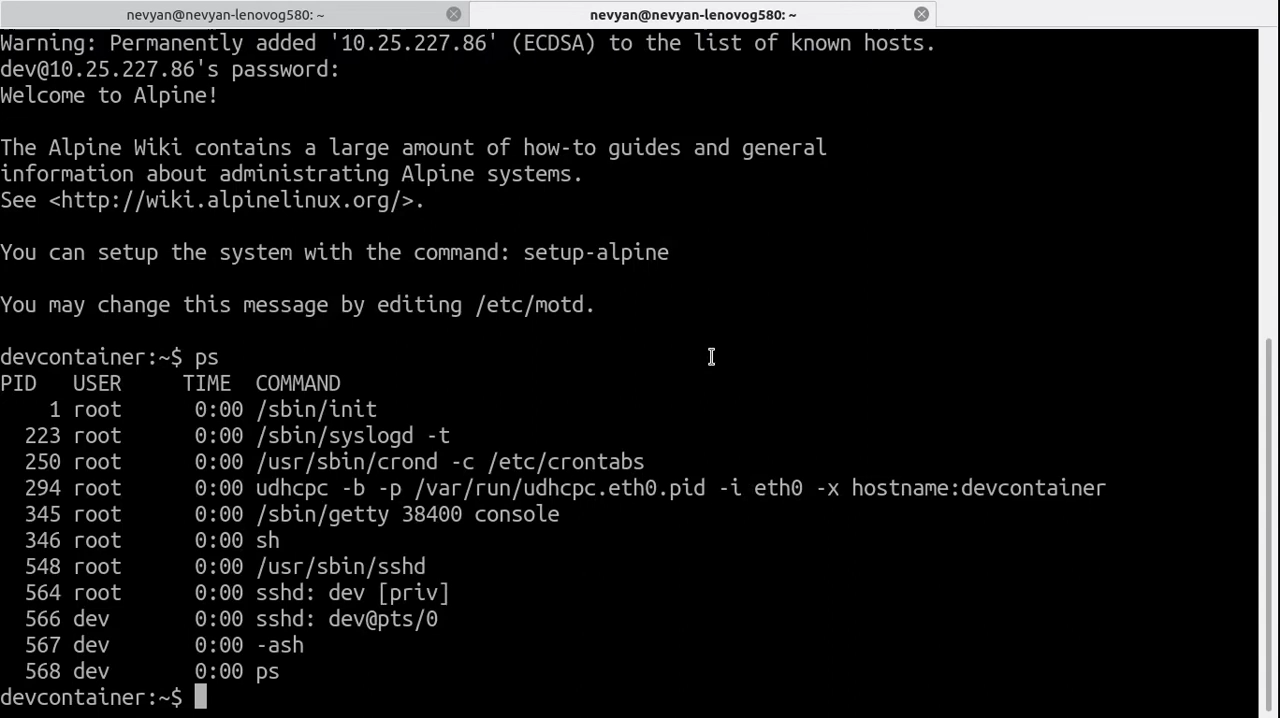 nevyan@nevyan-lenovog580: ~
nevyan@nevyan-lenovog580: ~
Warning: Permanently added '10.25.227.86' (ECDSA) to the list of known hosts.
dev@10.25.227.86's password:
Welcome to Alpine!
The Alpine Wiki contains a large amount of how-to guides and general
information about administrating Alpine systems.
See <http://wiki.alpinelinux.org/>.
You can setup the system with the command: setup-alpine
You may change this message by editing /etc/motd.
devcontainer:~$ ps
PID   USER     TIME  COMMAND
    1 root      0:00 /sbin/init
  223 root      0:00 /sbin/syslogd -t
  250 root      0:00 /usr/sbin/crond -c /etc/crontabs
  294 root      0:00 udhcpc -b -p /var/run/udhcpc.eth0.pid -i eth0 -x hostname:devcontainer
  345 root      0:00 /sbin/getty 38400 console
  346 root      0:00 sh
  548 root      0:00 /usr/sbin/sshd
  564 root      0:00 sshd: dev [priv]
  566 dev       0:00 sshd: dev@pts/0
  567 dev       0:00 -ash
  568 dev       0:00 ps
devcontainer:~$